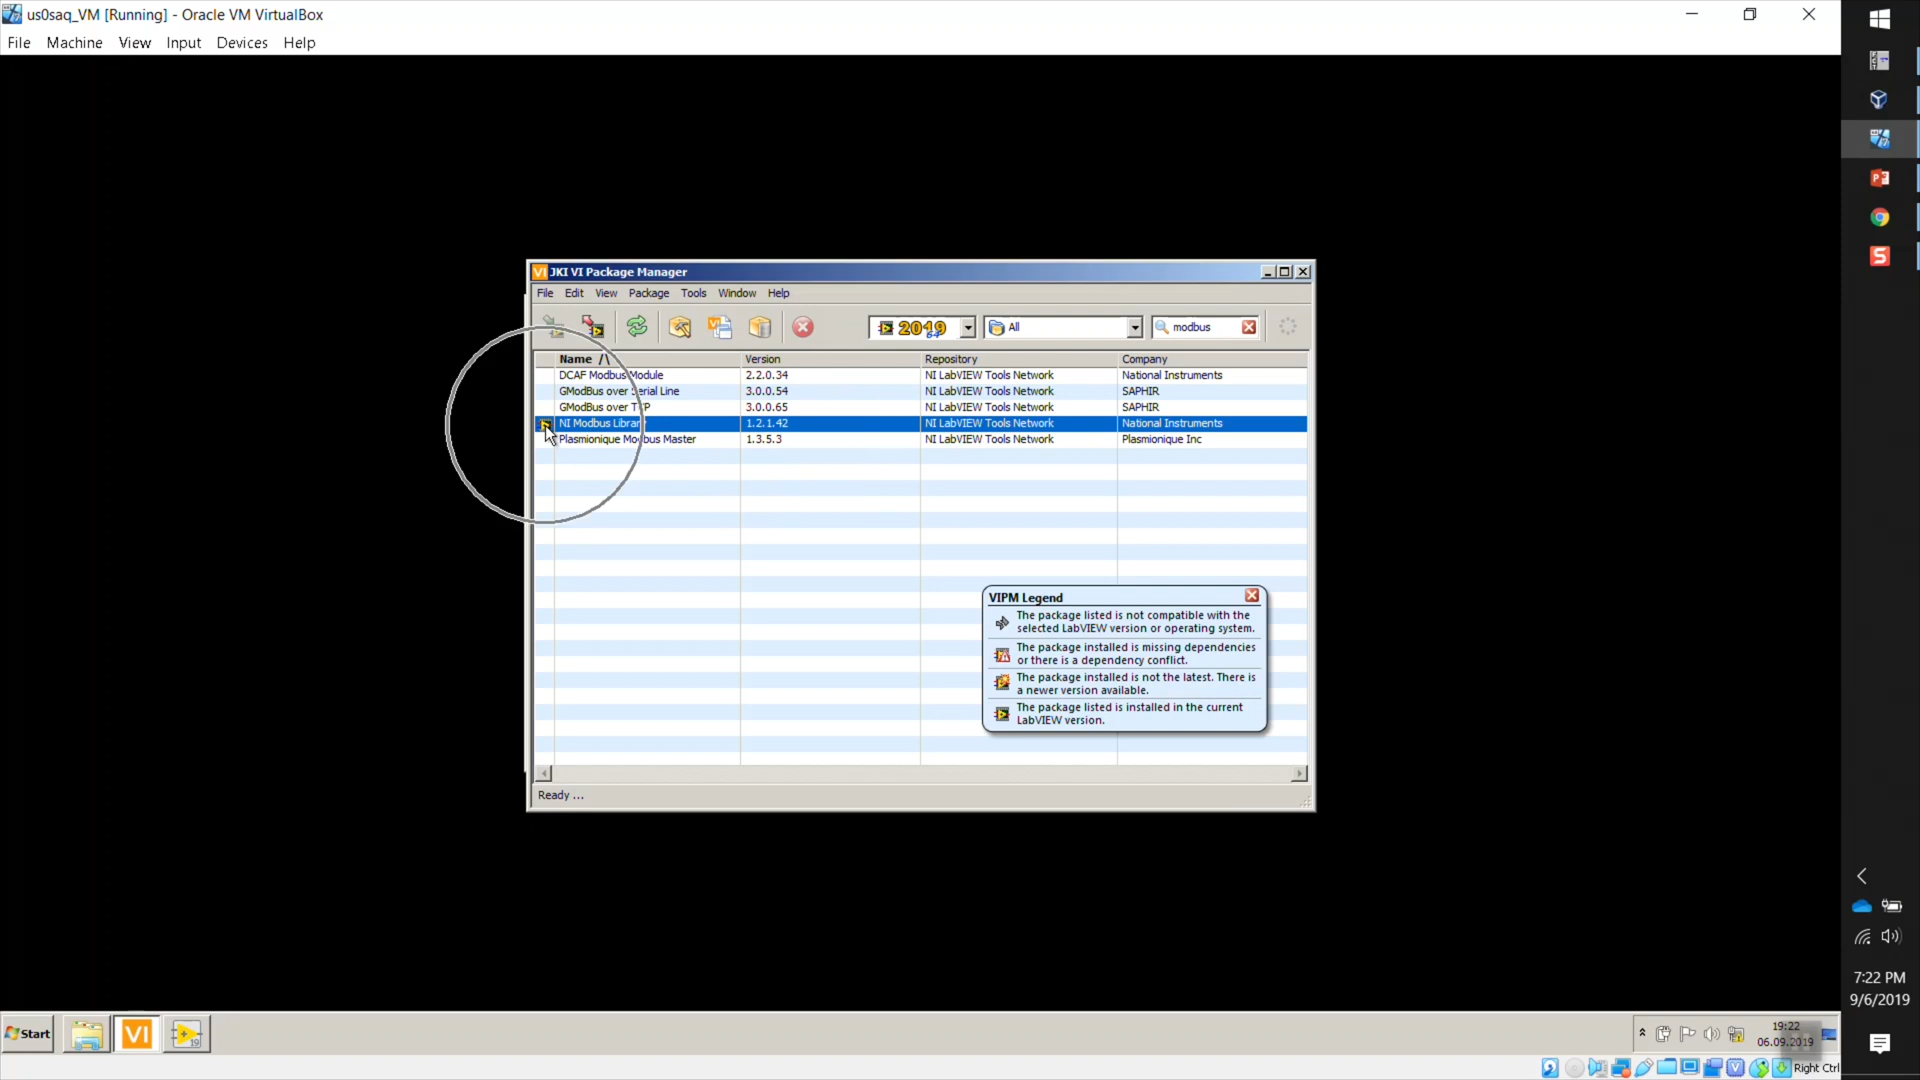 us0saq_VM [Running] - Oracle VM VirtualBox
File Machine View Input Devices Help
VI JKI VI Package Manager
File Edit View Package Tools Window Help
2019 64 All modbus
Name /\ Version Repository Company
DCAF Modbus Module 2.2.0.34 NI LabVIEW Tools Network National Instruments
GModBus over Serial Line 3.0.0.54 NI LabVIEW Tools Network SAPHIR
GModBus over TCP 3.0.0.65 NI LabVIEW Tools Network SAPHIR
NI Modbus Library 1.2.1.42 NI LabVIEW Tools Network National Instruments
Plasmionique Modbus Master 1.3.5.3 NI LabVIEW Tools Network Plasmionique Inc
VIPM Legend
The package listed is not compatible with the
selected LabVIEW version or operating system.
The package installed is missing dependencies
or there is a dependency conflict.
The package installed is not the latest. There is
a newer version available.
The package listed is installed in the current
LabVIEW version.
Ready ...
7:22 PM
9/6/2019
Start VI 19
19:22
06.09.2019
Right Ctrl